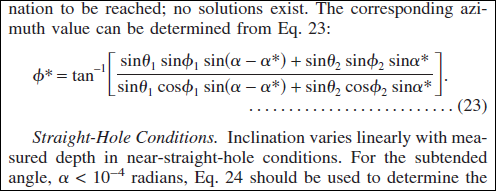 nation to be reached; no solutions exist. The corresponding azi-
muth value can be determined from Eq. 23:
ϕ* = tan⁻¹[ sinθ₁ sinϕ₁ sin(α – α*) + sinθ₂ sinϕ₂ sinα*
sinθ₁ cosϕ₁ sin(α – α*) + sinθ₂ cosϕ₂ sinα* ].
. . . . . . . . . . . . . . . . . . . . . . . . . . (23)
Straight-Hole Conditions. Inclination varies linearly with mea-
sured depth in near-straight-hole conditions. For the subtended
angle, α < 10⁻⁴ radians, Eq. 24 should be used to determine the